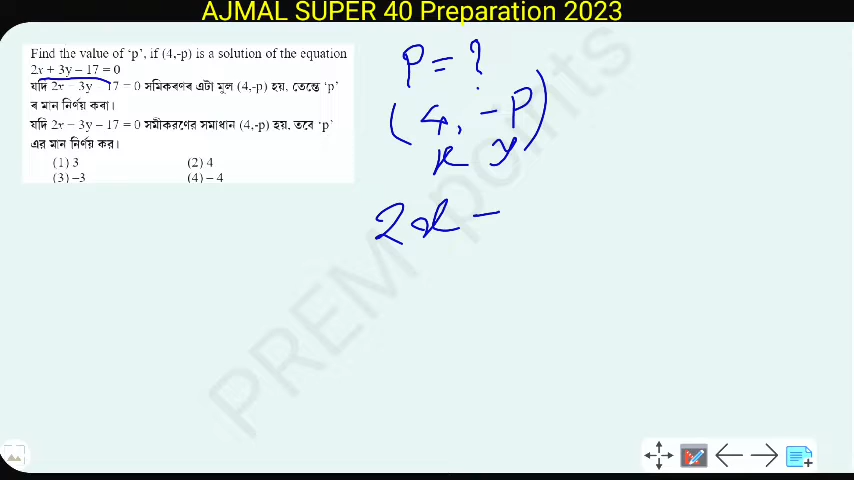 AJMAL SUPER 40 Preparation 2023
Find the value of ‘p’, if (4,-p) is a solution of the equation
2x + 3y – 17 = 0
যদি 2x – 3y – 17 = 0 সমিকৰণৰ এটা মূল (4,-p) হয়, তেন্তে ‘p’
ৰ মান নিৰ্ণয় কৰা।
যদি 2x – 3y – 17 = 0 সমীকরণের সমাধান (4,-p) হয়, তবে ‘p’
এর মান নির্ণয় কর।
(1) 3 (2) 4
(3) –3 (4) – 4
P = ?
(4, -P)
x y
2x -
PREM points